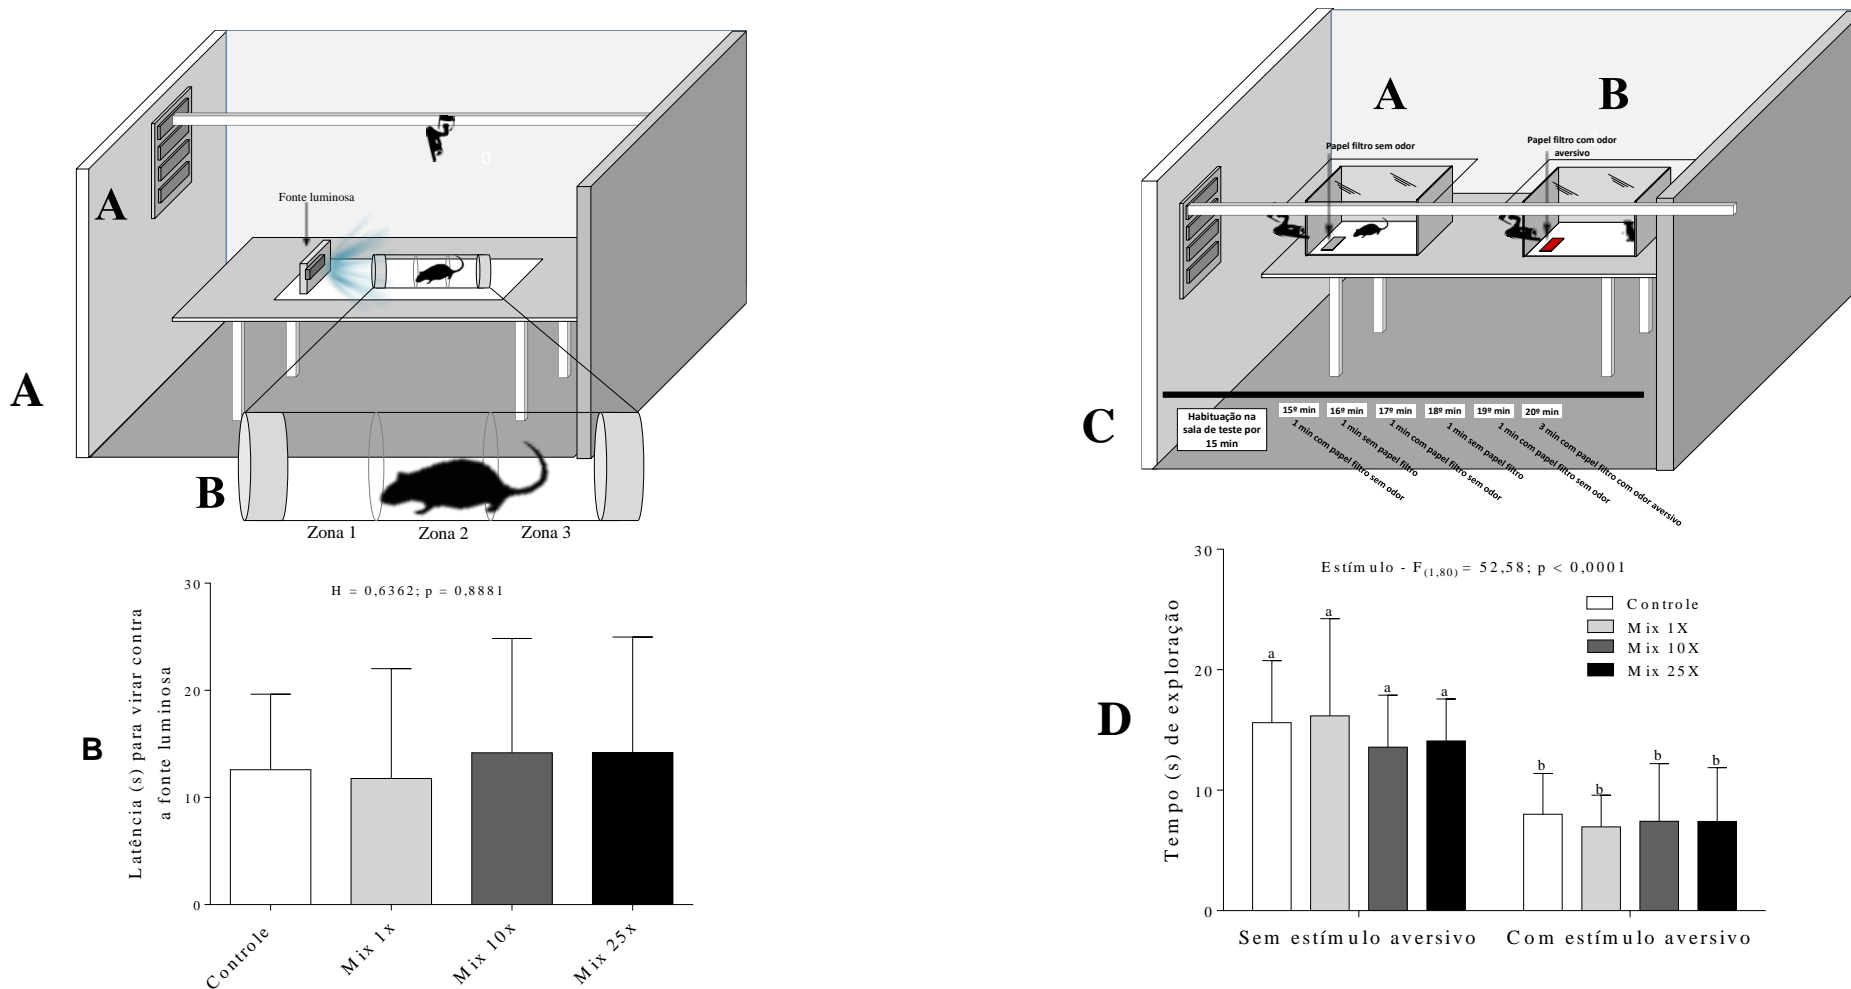 A
Fonte luminosa
0
A
B
Zona 1
Zona 2
Zona 3
B
H = 0,6362; p = 0,8881
Latência (s) para virar contra
a fonte luminosa
30
20
10
0
Controle
Mix 1x
Mix 10x
Mix 25x
A
B
Papel filtro sem odor
Papel filtro com odor
aversivo
C
Habituação na
sala de teste por
15 min
15º min
16º min
17º min
18º min
19º min
20º min
1 min com papel filtro sem odor
1 min sem papel filtro
1 min com papel filtro sem odor
1 min sem papel filtro
1 min com papel filtro sem odor
3 min com papel filtro com odor aversivo
D
Estímulo - F(1,80) = 52,58; p < 0,0001
Controle
Mix 1X
Mix 10X
Mix 25X
Tempo (s) de exploração
30
20
10
0
a
a
a
a
b
b
b
b
Sem estímulo aversivo
Com estímulo aversivo